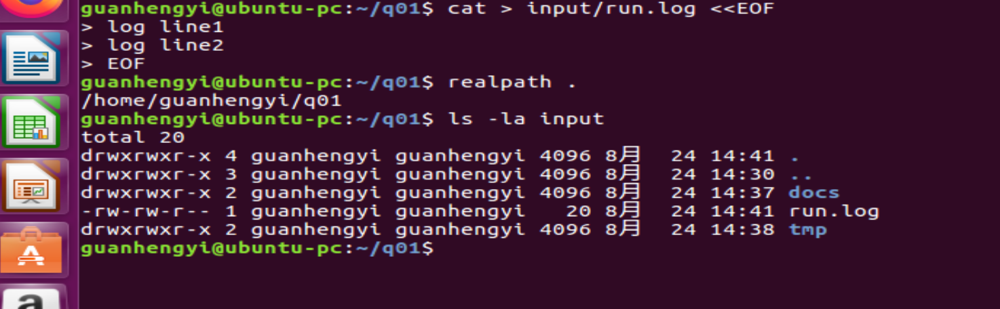 guanhengyi@ubuntu-pc:~/q01$ cat > input/run.log <<EOF
> log line1
> log line2
> EOF
guanhengyi@ubuntu-pc:~/q01$ realpath .
/home/guanhengyi/q01
guanhengyi@ubuntu-pc:~/q01$ ls -la input
total 20
drwxrwxr-x 4 guanhengyi guanhengyi 4096 8月  24 14:41 .
drwxrwxr-x 3 guanhengyi guanhengyi 4096 8月  24 14:30 ..
drwxrwxr-x 2 guanhengyi guanhengyi 4096 8月  24 14:37 docs
-rw-rw-r-- 1 guanhengyi guanhengyi   20 8月  24 14:41 run.log
drwxrwxr-x 2 guanhengyi guanhengyi 4096 8月  24 14:38 tmp
guanhengyi@ubuntu-pc:~/q01$